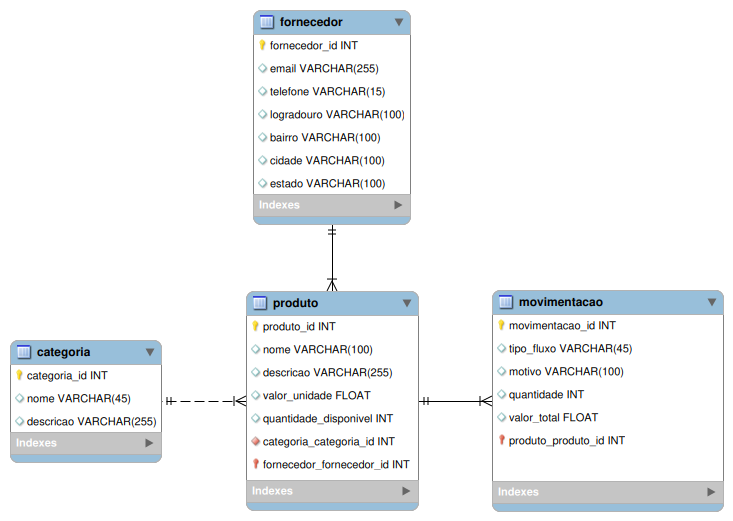 fornecedor
fornecedor_id INT
email VARCHAR(255)
telefone VARCHAR(15)
logradouro VARCHAR(100)
bairro VARCHAR(100)
cidade VARCHAR(100)
estado VARCHAR(100)
Indexes
categoria
categoria_id INT
nome VARCHAR(45)
descricao VARCHAR(255)
Indexes
produto
produto_id INT
nome VARCHAR(100)
descricao VARCHAR(255)
valor_unidade FLOAT
quantidade_disponivel INT
categoria_categoria_id INT
fornecedor_fornecedor_id INT
Indexes
movimentacao
movimentacao_id INT
tipo_fluxo VARCHAR(45)
motivo VARCHAR(100)
quantidade INT
valor_total FLOAT
produto_produto_id INT
Indexes